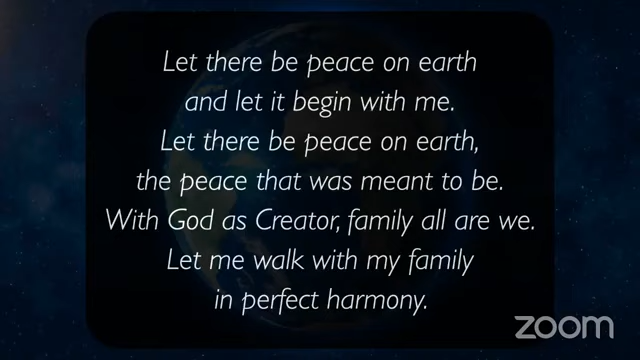 Let there be peace on earth
and let it begin with me.
Let there be peace on earth,
the peace that was meant to be.
With God as Creator, family all are we.
Let me walk with my family
in perfect harmony.
zoom